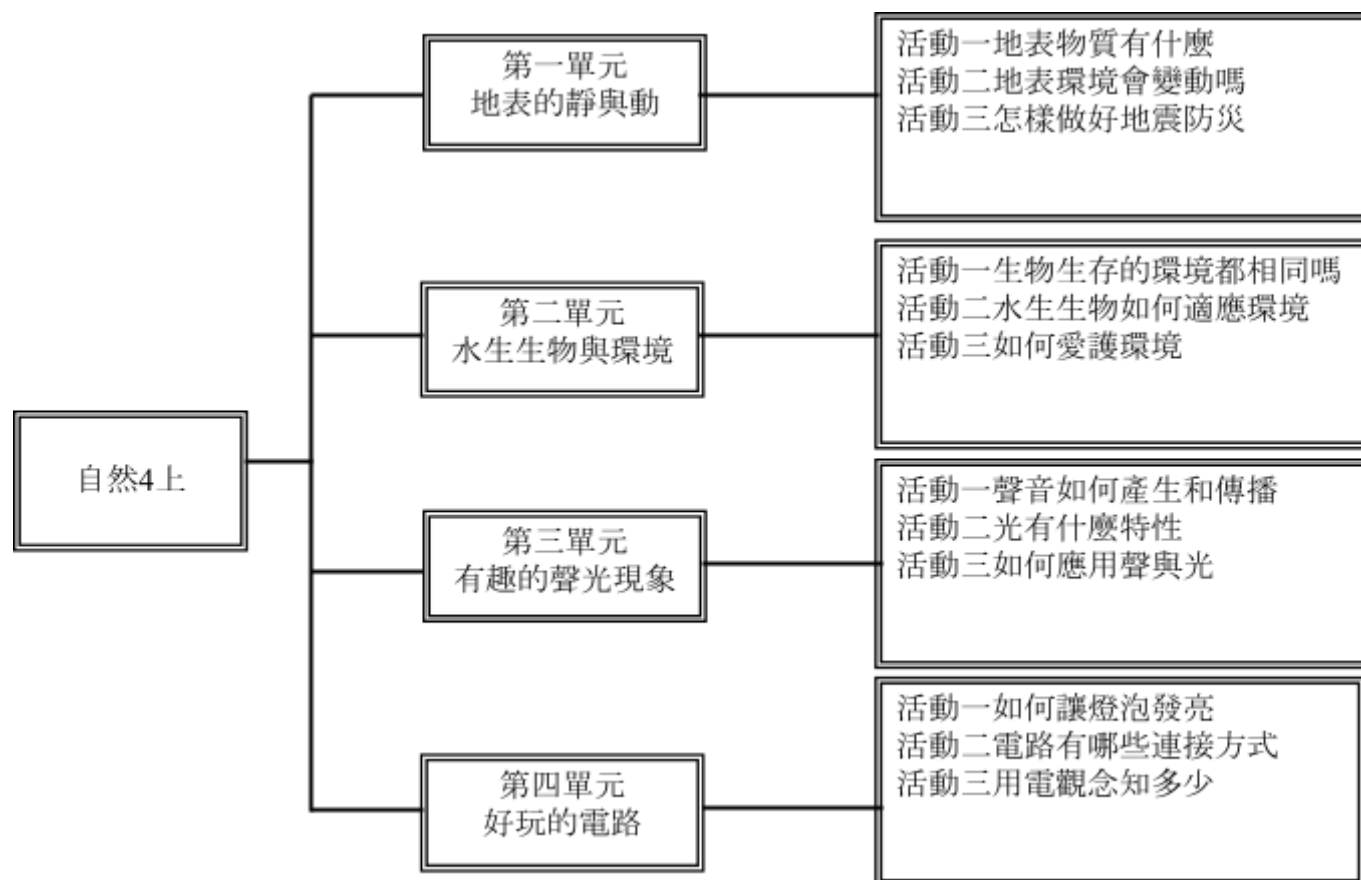 自然4上
第一單元
地表的靜與動
活動一地表物質有什麼
活動二地表環境會變動嗎
活動三怎樣做好地震防災
第二單元
水生生物與環境
活動一生物生存的環境都相同嗎
活動二水生生物如何適應環境
活動三如何愛護環境
第三單元
有趣的聲光現象
活動一聲音如何產生和傳播
活動二光有什麼特性
活動三如何應用聲與光
第四單元
好玩的電路
活動一如何讓燈泡發亮
活動二電路有哪些連接方式
活動三用電觀念知多少